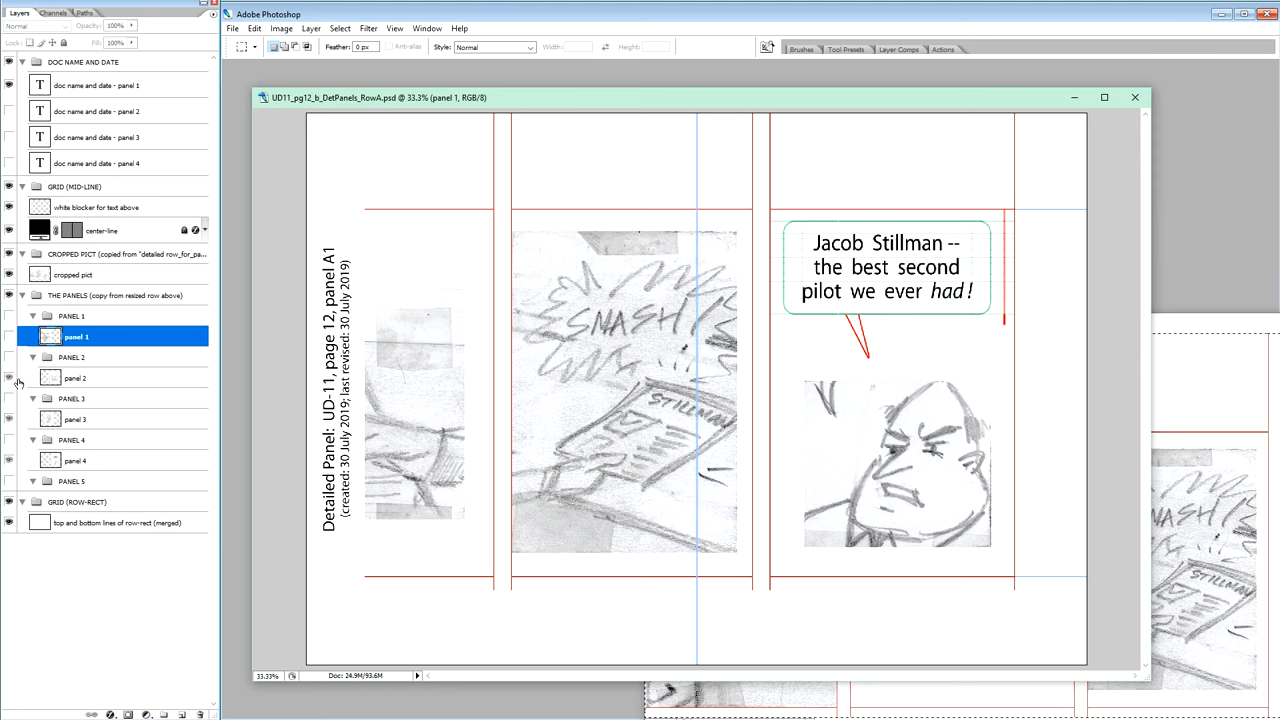 Layers Channels Paths
Normal Opacity: 100%
Lock: Fill: 100%
DOC NAME AND DATE
T doc name and date - panel 1
T doc name and date - panel 2
T doc name and date - panel 3
T doc name and date - panel 4
GRID (MID-LINE)
white blocker for text above
center-line
CROPPED PICT (copied from "detailed row_for_pa...
cropped pict
THE PANELS (copy from resized row above)
PANEL 1
panel 1
PANEL 2
panel 2
PANEL 3
panel 3
PANEL 4
panel 4
PANEL 5
GRID (ROW-RECT)
top and bottom lines of row-rect (merged)
Adobe Photoshop
File Edit Image Layer Select Filter View Window Help
Feather: 0 px Anti-alias Style: Normal Width: Height:
Brushes Tool Presets Layer Comps Actions
UD11_pg12_b_DetPanels_RowA.psd @ 33.3% (panel 1, RGB/8)
Detailed Panel: UD-11, page 12, panel A1
(created: 30 July 2019; last revised: 30 July 2019)
SMASH!
STILLMAN
Jacob Stillman --
the best second
pilot we ever had!
33.33% Doc: 24.9M/93.6M
STILLMAN